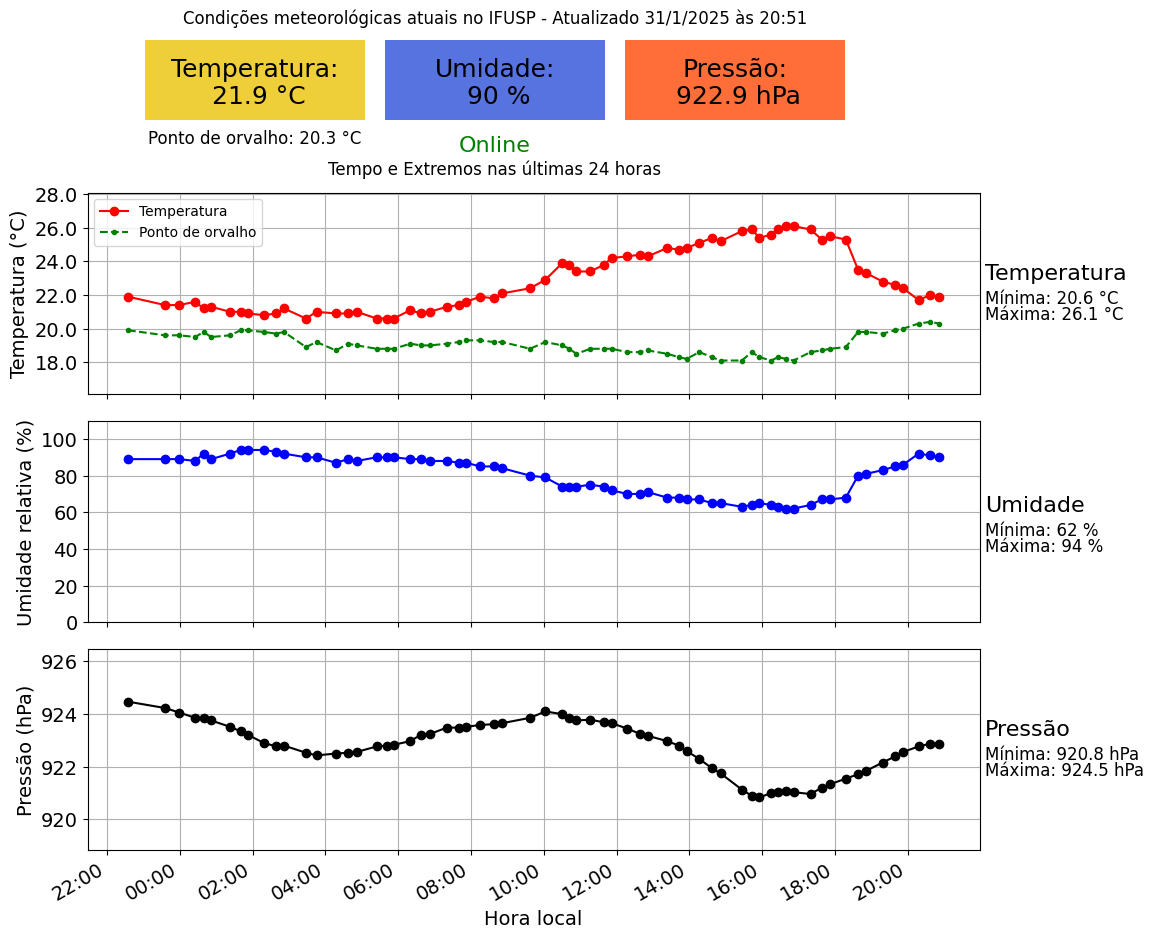 Condições meteorológicas atuais no IFUSP - Atualizado 31/1/2025 às 20:51
Temperatura:
21.9 °C
Umidade:
90 %
Pressão:
922.9 hPa
Ponto de orvalho: 20.3 °C
Online
Tempo e Extremos nas últimas 24 horas
Temperatura (°C)
28.0
26.0
24.0
22.0
20.0
18.0
Temperatura
Ponto de orvalho
Temperatura
Mínima: 20.6 °C
Máxima: 26.1 °C
Umidade relativa (%)
100
80
60
40
20
0
Umidade
Mínima: 62 %
Máxima: 94 %
Pressão (hPa)
926
924
922
920
Pressão
Mínima: 920.8 hPa
Máxima: 924.5 hPa
22:00 00:00 02:00 04:00 06:00 08:00 10:00 12:00 14:00 16:00 18:00 20:00
Hora local